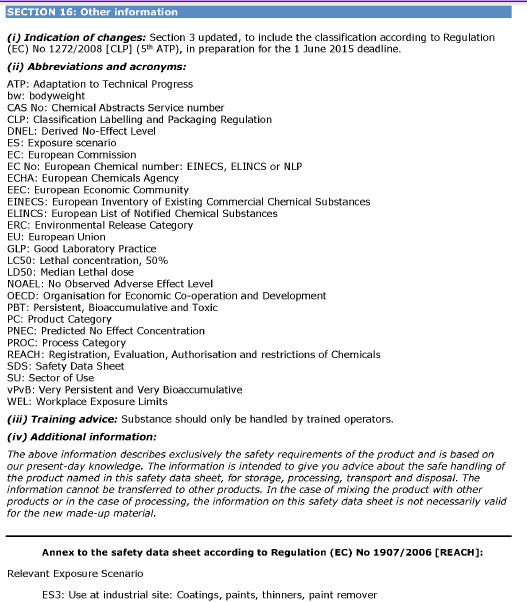 SECTION 16: Other information
(i) Indication of changes: Section 3 updated, to include the classification according to Regulation
(EC) No 1272/2008 [CLP] (5th ATP), in preparation for the 1 June 2015 deadline.
(ii) Abbreviations and acronyms:
ATP: Adaptation to Technical Progress
bw: bodyweight
CAS No: Chemical Abstracts Service number
CLP: Classification Labelling and Packaging Regulation
DNEL: Derived No-Effect Level
ES: Exposure scenario
EC: European Commission
EC No: European Chemical number: EINECS, ELINCS or NLP
ECHA: European Chemicals Agency
EEC: European Economic Community
EINECS: European Inventory of Existing Commercial Chemical Substances
ELINCS: European List of Notified Chemical Substances
ERC: Environmental Release Category
EU: European Union
GLP: Good Laboratory Practice
LC50: Lethal concentration, 50%
LD50: Median Lethal dose
NOAEL: No Observed Adverse Effect Level
OECD: Organisation for Economic Co-operation and Development
PBT: Persistent, Bioaccumulative and Toxic
PC: Product Category
PNEC: Predicted No Effect Concentration
PROC: Process Category
REACH: Registration, Evaluation, Authorisation and restrictions of Chemicals
SDS: Safety Data Sheet
SU: Sector of Use
vPvB: Very Persistent and Very Bioaccumulative
WEL: Workplace Exposure Limits
(iii) Training advice: Substance should only be handled by trained operators.
(iv) Additional information:
The above information describes exclusively the safety requirements of the product and is based on
our present-day knowledge. The information is intended to give you advice about the safe handling of
the product named in this safety data sheet, for storage, processing, transport and disposal. The
information cannot be transferred to other products. In the case of mixing the product with other
products or in the case of processing, the information on this safety data sheet is not necessarily valid
for the new made-up material.
Annex to the safety data sheet according to Regulation (EC) No 1907/2006 [REACH]:
Relevant Exposure Scenario
ES3: Use at industrial site: Coatings, paints, thinners, paint remover